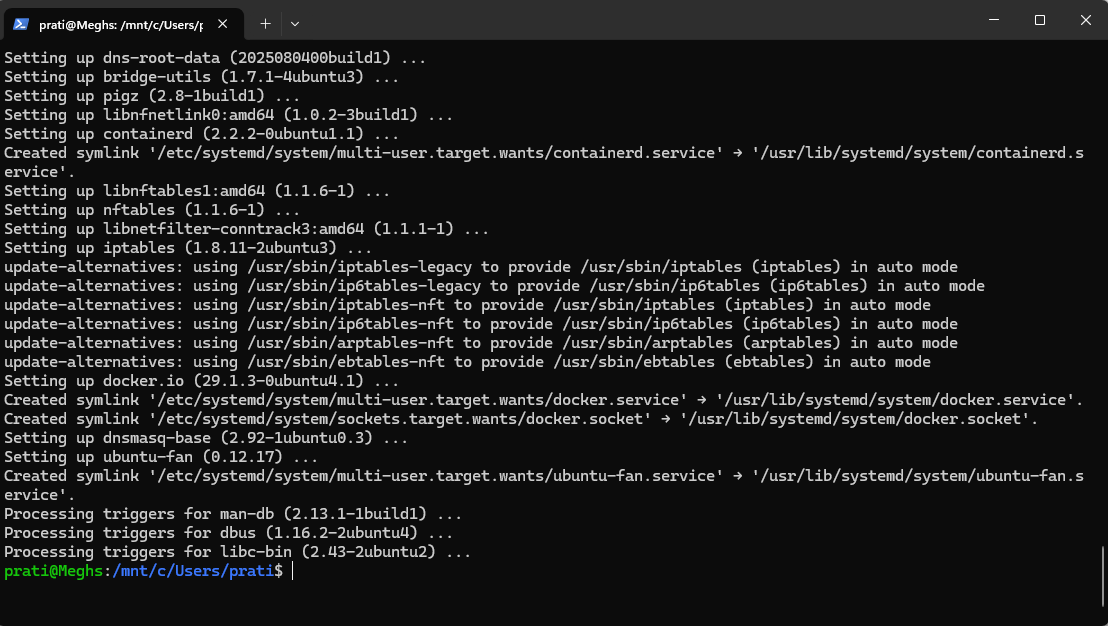 prati@Meghs: /mnt/c/Users/p
Setting up dns-root-data (2025080400build1) ...
Setting up bridge-utils (1.7.1-4ubuntu3) ...
Setting up pigz (2.8-1build1) ...
Setting up libnfnetlink0:amd64 (1.0.2-3build1) ...
Setting up containerd (2.2.2-0ubuntu1.1) ...
Created symlink '/etc/systemd/system/multi-user.target.wants/containerd.service' → '/usr/lib/systemd/system/containerd.s
ervice'.
Setting up libnftables1:amd64 (1.1.6-1) ...
Setting up nftables (1.1.6-1) ...
Setting up libnetfilter-conntrack3:amd64 (1.1.1-1) ...
Setting up iptables (1.8.11-2ubuntu3) ...
update-alternatives: using /usr/sbin/iptables-legacy to provide /usr/sbin/iptables (iptables) in auto mode
update-alternatives: using /usr/sbin/ip6tables-legacy to provide /usr/sbin/ip6tables (ip6tables) in auto mode
update-alternatives: using /usr/sbin/iptables-nft to provide /usr/sbin/iptables (iptables) in auto mode
update-alternatives: using /usr/sbin/ip6tables-nft to provide /usr/sbin/ip6tables (ip6tables) in auto mode
update-alternatives: using /usr/sbin/arptables-nft to provide /usr/sbin/arptables (arptables) in auto mode
update-alternatives: using /usr/sbin/ebtables-nft to provide /usr/sbin/ebtables (ebtables) in auto mode
Setting up docker.io (29.1.3-0ubuntu4.1) ...
Created symlink '/etc/systemd/system/multi-user.target.wants/docker.service' → '/usr/lib/systemd/system/docker.service'.
Created symlink '/etc/systemd/system/sockets.target.wants/docker.socket' → '/usr/lib/systemd/system/docker.socket'.
Setting up dnsmasq-base (2.92-1ubuntu0.3) ...
Setting up ubuntu-fan (0.12.17) ...
Created symlink '/etc/systemd/system/multi-user.target.wants/ubuntu-fan.service' → '/usr/lib/systemd/system/ubuntu-fan.s
ervice'.
Processing triggers for man-db (2.13.1-1build1) ...
Processing triggers for dbus (1.16.2-2ubuntu4) ...
Processing triggers for libc-bin (2.43-2ubuntu2) ...
prati@Meghs:/mnt/c/Users/prati$